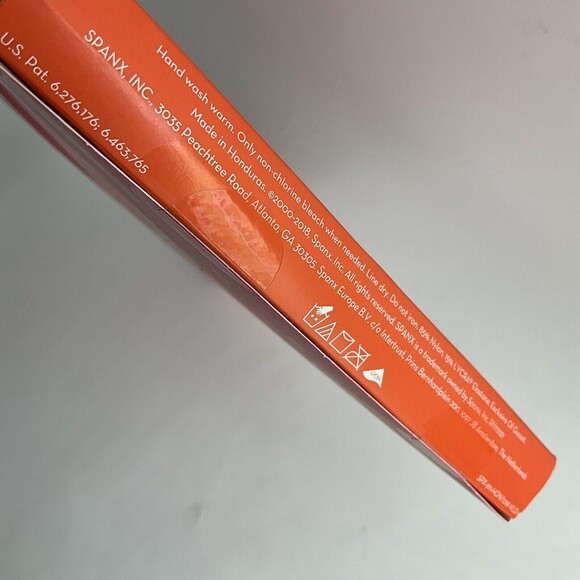 Hand wash warm. Only non-chlorine bleach when needed. Line dry. Do not iron. 85% Nylon, 15% LYCRA® Elastane. Exclusive Of Gusset.
Made in Honduras. ©2000-2018, Spanx, Inc. All rights reserved. SPANX is a trademark owned by Spanx, Inc.
SPANX, INC., 3035 Peachtree Road, Atlanta, GA 30305 Spanx Europe B.V. c/o Intertrust, Prins Bernhardplein 200, 1097 JB Amsterdam, The Netherlands
U.S. Pat. 6,276,176; 6,463,765